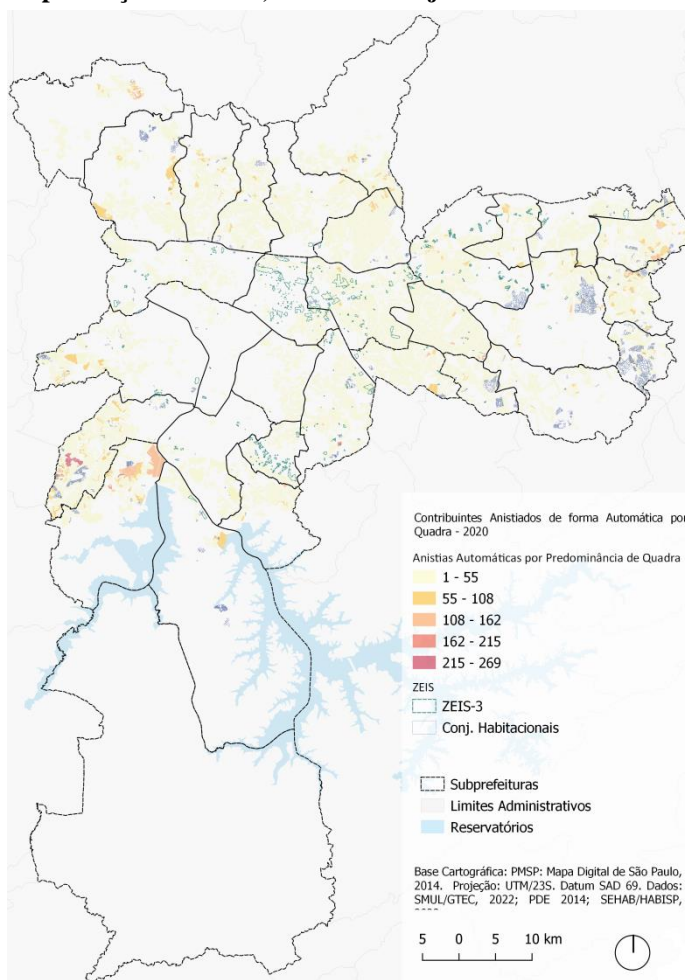 Contribuintes Anistiados de forma Automática por
Quadra - 2020
Anistias Automáticas por Predominância de Quadra
1 - 55
55 - 108
108 - 162
162 - 215
215 - 269
ZEIS
ZEIS-3
Conj. Habitacionais
Subprefeituras
Limites Administrativos
Reservatórios
Base Cartográfica: PMSP: Mapa Digital de São Paulo,
2014. Projeção: UTM/23S. Datum SAD 69. Dados:
SMUL/GTEC, 2022; PDE 2014; SEHAB/HABISP,
5 0 5 10 km